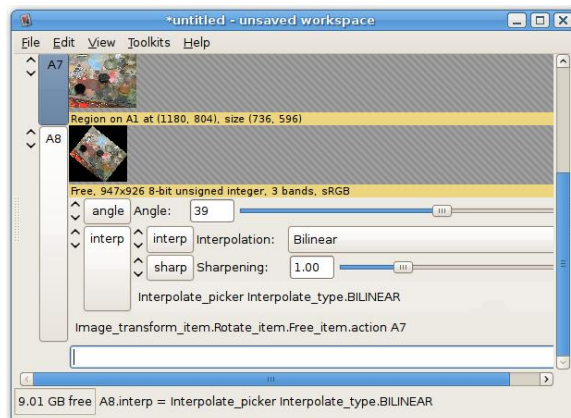 *untitled - unsaved workspace
File Edit View Toolkits Help
A7
Region on A1 at (1180, 804), size (736, 596)
A8
Free, 947x926 8-bit unsigned integer, 3 bands, sRGB
angle Angle: 39
interp interp Interpolation: Bilinear
sharp Sharpening: 1.00
Interpolate_picker Interpolate_type.BILINEAR
Image_transform_item.Rotate_item.Free_item.action A7
9.01 GB free A8.interp = Interpolate_picker Interpolate_type.BILINEAR